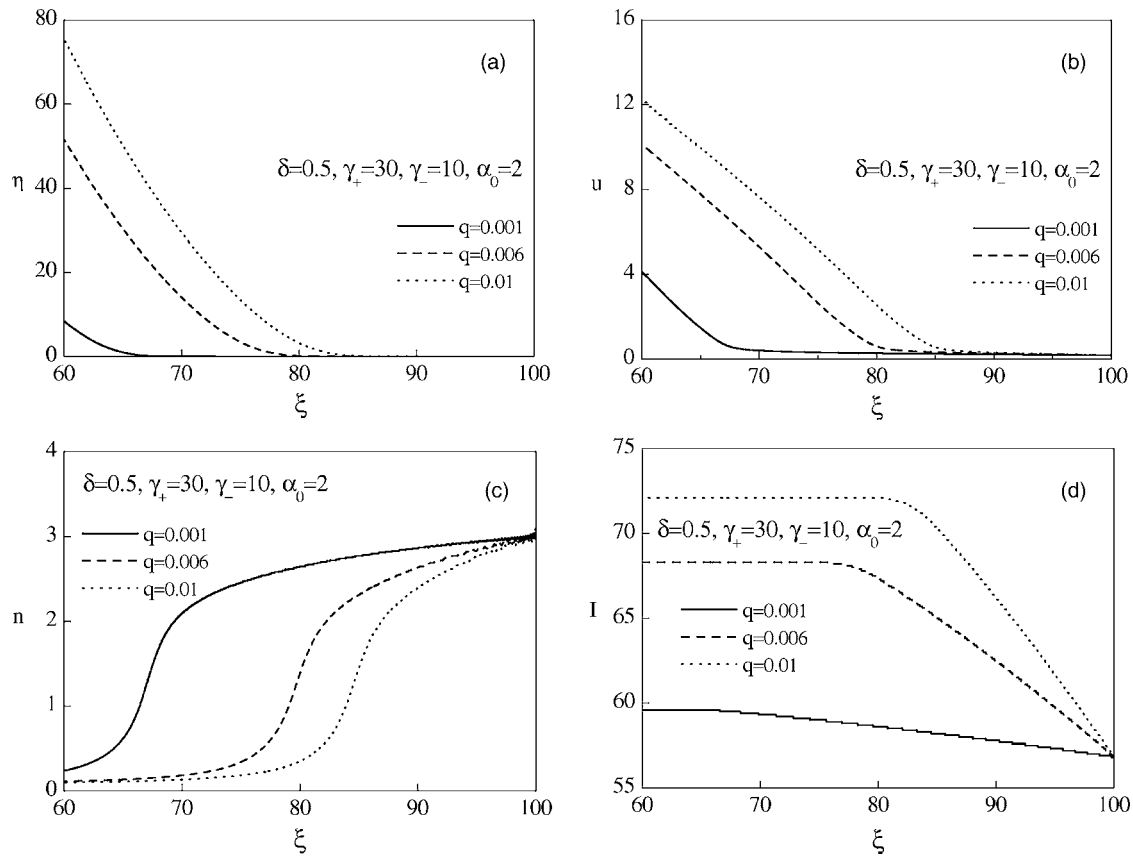 80
60
40
20
0
η
(a)
δ=0.5, γ₊=30, γ₋=10, α₀=2
q=0.001
q=0.006
q=0.01
60 70 80 90 100
ξ
16
12
8
4
0
u
(b)
δ=0.5, γ₊=30, γ₋=10, α₀=2
q=0.001
q=0.006
q=0.01
60 70 80 90 100
ξ
4
3
2
1
0
n
δ=0.5, γ₊=30, γ₋=10, α₀=2
(c)
q=0.001
q=0.006
q=0.01
60 70 80 90 100
ξ
75
70
65
60
55
I
(d)
δ=0.5, γ₊=30, γ₋=10, α₀=2
q=0.001
q=0.006
q=0.01
60 70 80 90 100
ξ